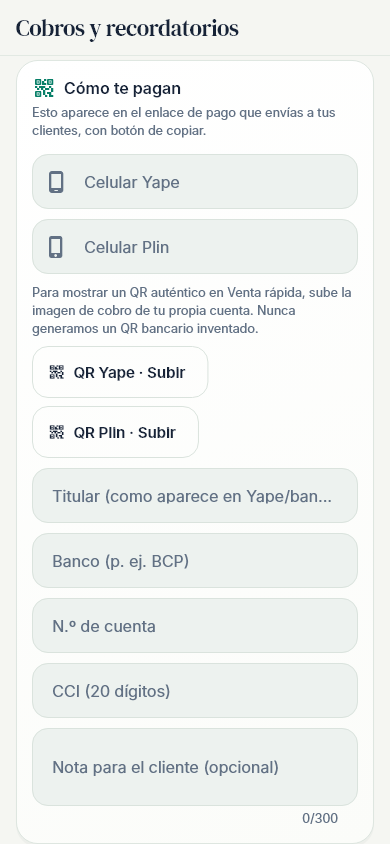 Cobros y recordatorios
Cómo te pagan
Esto aparece en el enlace de pago que envías a tus
clientes, con botón de copiar.
Celular Yape
Celular Plin
Para mostrar un QR auténtico en Venta rápida, sube la
imagen de cobro de tu propia cuenta. Nunca
generamos un QR bancario inventado.
QR Yape · Subir
QR Plin · Subir
Titular (como aparece en Yape/ban...
Banco (p. ej. BCP)
N.º de cuenta
CCI (20 dígitos)
Nota para el cliente (opcional)
0/300